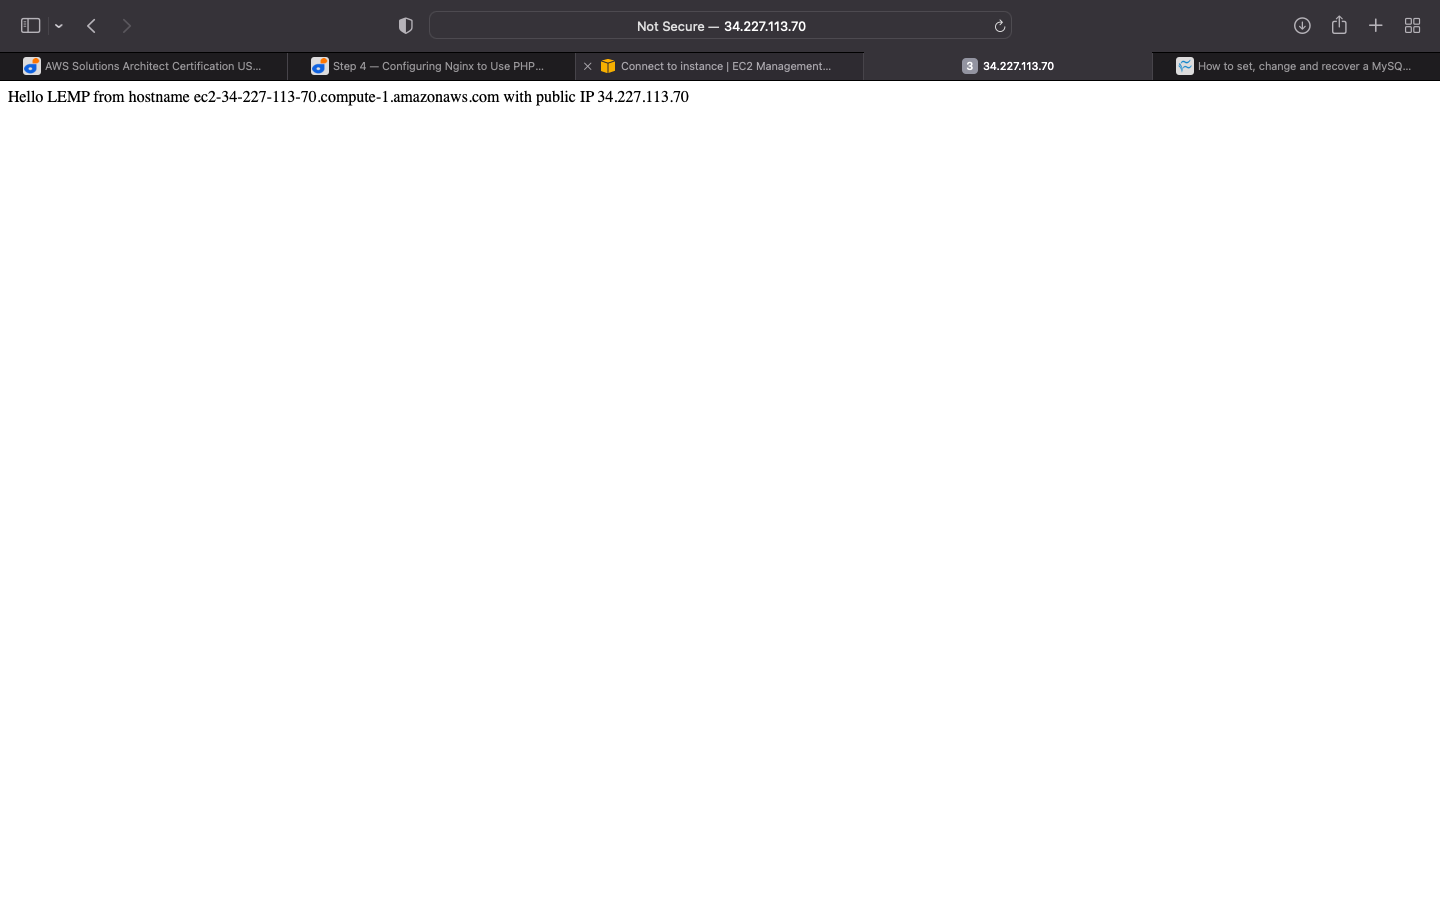 Not Secure — 34.227.113.70
AWS Solutions Architect Certification US...
Step 4 — Configuring Nginx to Use PHP...
Connect to instance | EC2 Management...
3 34.227.113.70
How to set, change and recover a MySQ...
Hello LEMP from hostname ec2-34-227-113-70.compute-1.amazonaws.com with public IP 34.227.113.70